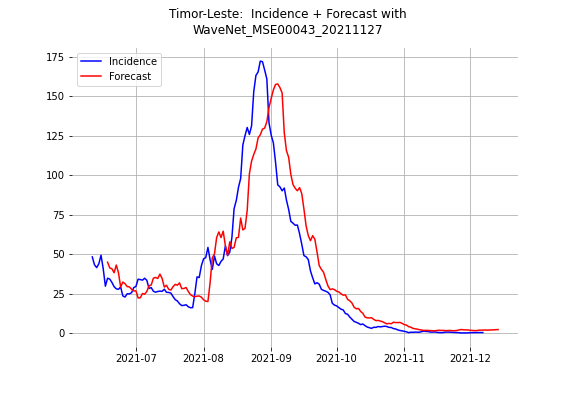 Timor-Leste:  Incidence + Forecast with
WaveNet_MSE00043_20211127
Incidence
Forecast
175
150
125
100
75
50
25
0
2021-07 2021-08 2021-09 2021-10 2021-11 2021-12